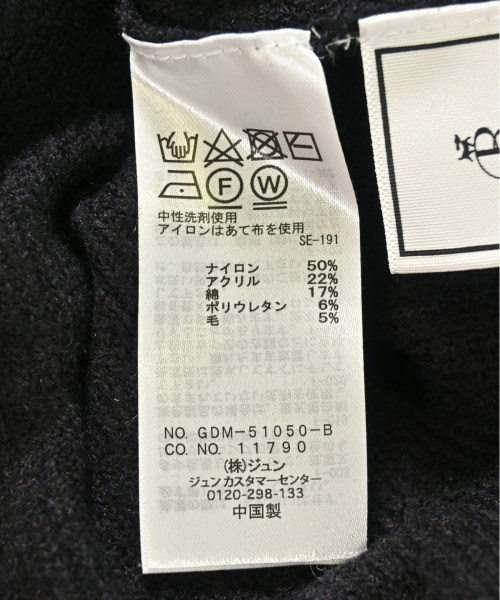 B
F W
中性洗剤使用
アイロンはあて布を使用
SE-191
ナイロン 50%
アクリル 22%
綿 17%
ポリウレタン 6%
毛 5%
NO. GDM-51050-B
CO. NO. 11790
(株)ジュン
ジュンカスタマーセンター
0120-298-133
中国製